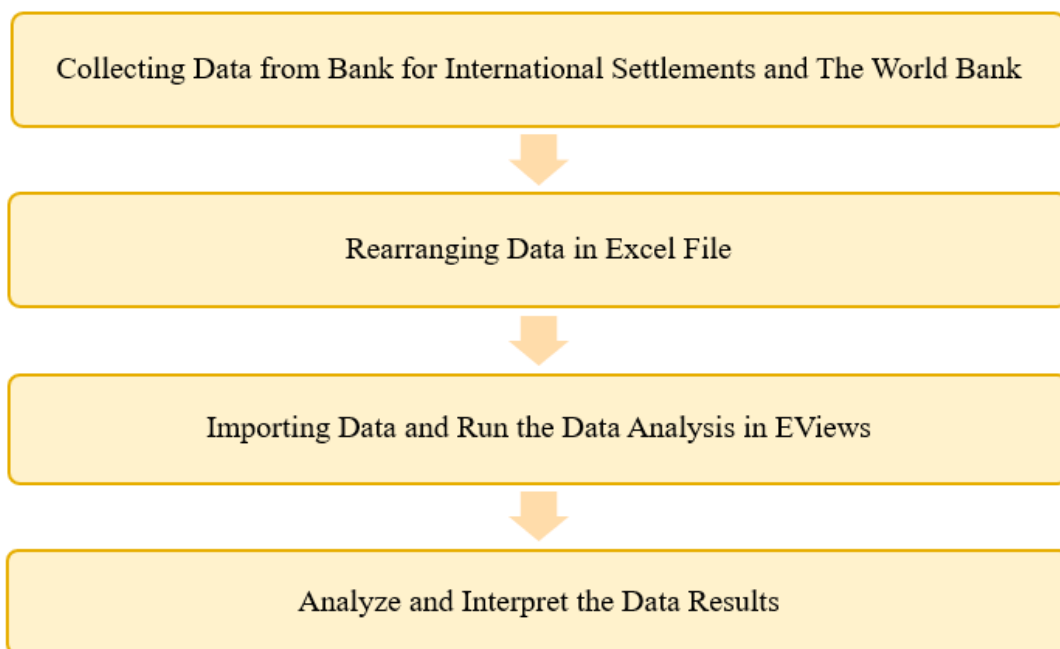 Collecting Data from Bank for International Settlements and The World Bank
Rearranging Data in Excel File
Importing Data and Run the Data Analysis in EViews
Analyze and Interpret the Data Results